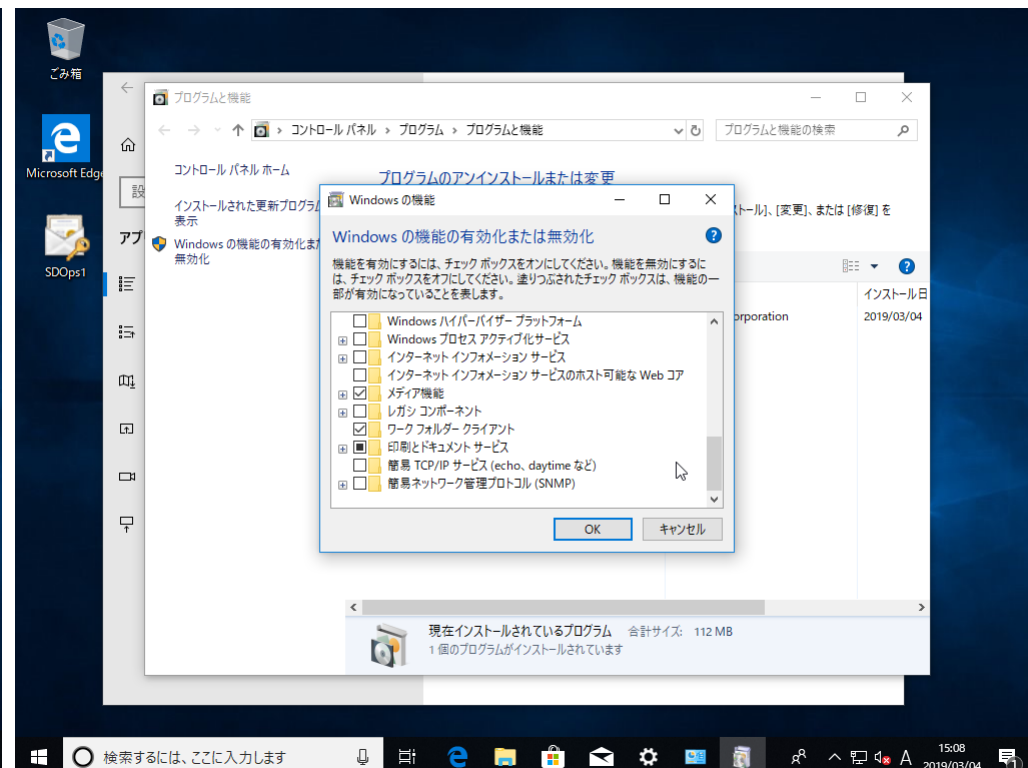 ごみ箱
Microsoft Edge
SDOps1
アプ
プログラムと機能
コントロール パネル › プログラム › プログラムと機能
プログラムと機能の検索
コントロール パネル ホーム
インストールされた更新プログラ
表示
Windows の機能の有効化ま
無効化
プログラムのアンインストールまたは変更
トール]、[変更]、または [修復] を
インストール日
orporation
2019/03/04
Windows の機能
Windows の機能の有効化または無効化
機能を有効にするには、チェック ボックスをオンにしてください。機能を無効にするに
は、チェック ボックスをオフにしてください。塗りつぶされたチェック ボックスは、機能の一
部が有効になっていることを表します。
Windows ハイパーバイザー プラットフォーム
Windows プロセス アクティブ化サービス
インターネット インフォメーション サービス
インターネット インフォメーション サービスのホスト可能な Web コア
メディア機能
レガシ コンポーネント
ワーク フォルダー クライアント
印刷とドキュメント サービス
簡易 TCP/IP サービス (echo、daytime など)
簡易ネットワーク管理プロトコル (SNMP)
OK
キャンセル
現在インストールされているプログラム 合計サイズ: 112 MB
1 個のプログラムがインストールされています
検索するには、ここに入力します
A
15:08
2019/03/04
1